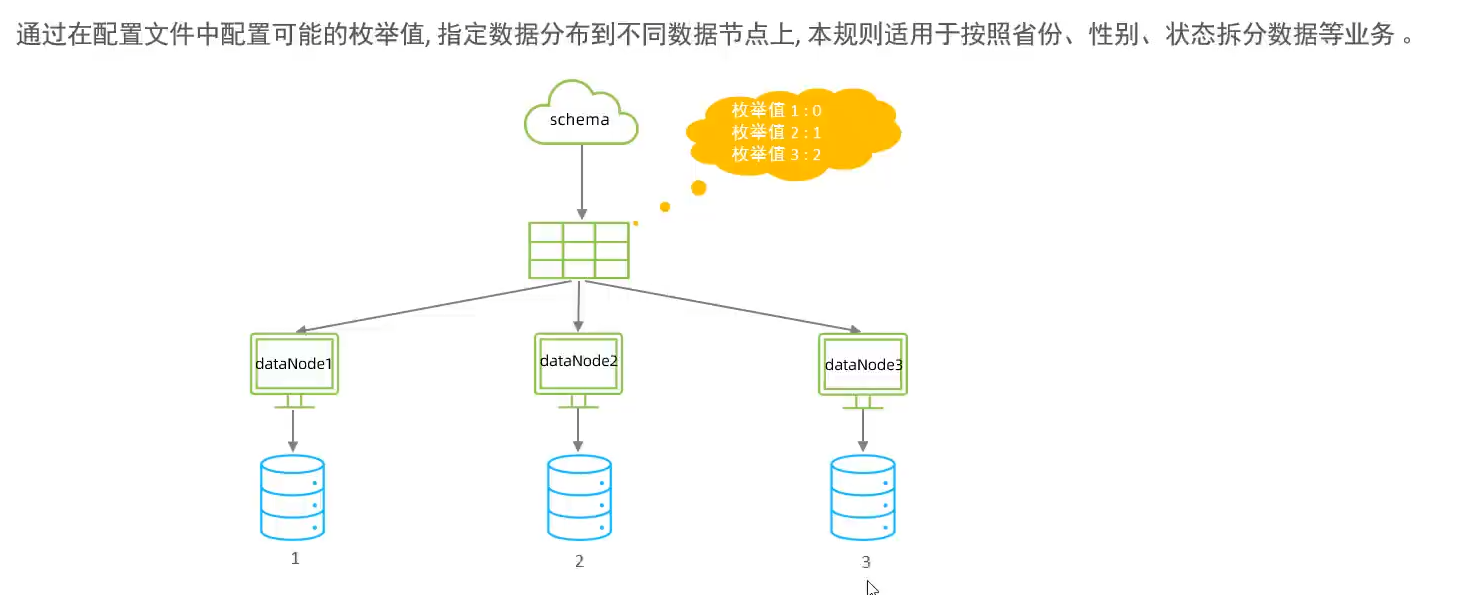 通过在配置文件中配置可能的枚举值, 指定数据分布到不同数据节点上, 本规则适用于按照省份、性别、状态拆分数据等业务 。
schema
枚举值 1 : 0
枚举值 2 : 1
枚举值 3 : 2
dataNode1
dataNode2
dataNode3
1
2
3